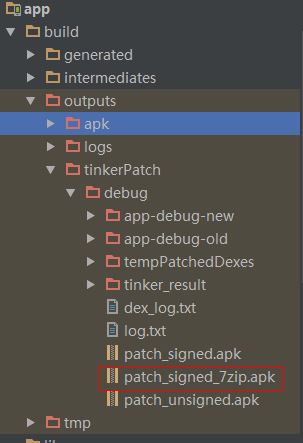 app
build
generated
intermediates
outputs
apk
logs
tinkerPatch
debug
app-debug-new
app-debug-old
tempPatchedDexes
tinker_result
dex_log.txt
log.txt
patch_signed.apk
patch_signed_7zip.apk
patch_unsigned.apk
tmp